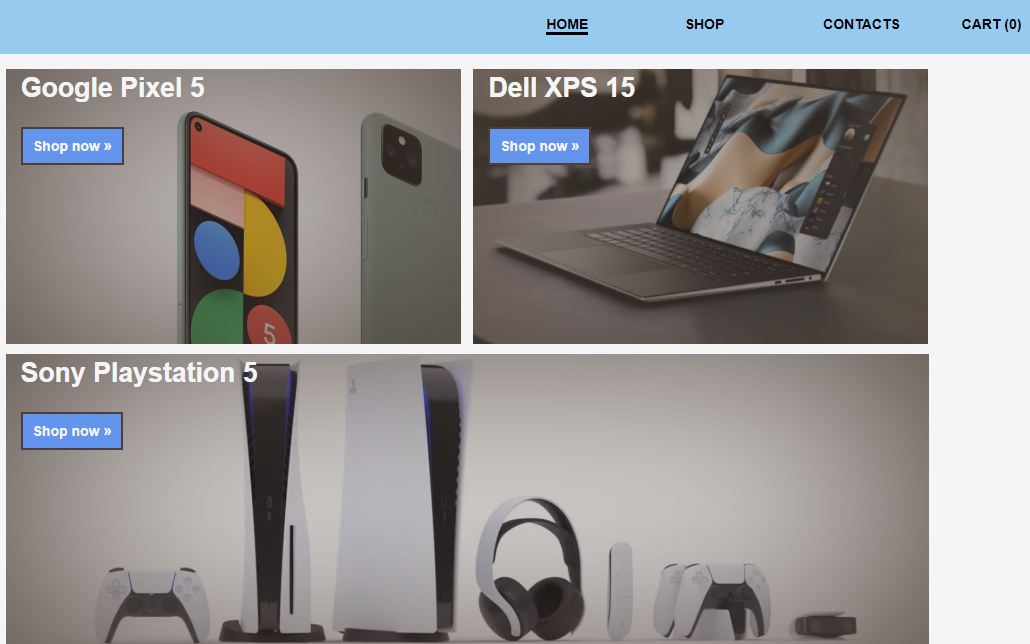 HOME SHOP CONTACTS CART (0)
Google Pixel 5
Shop now »
Dell XPS 15
Shop now »
Sony Playstation 5
Shop now »